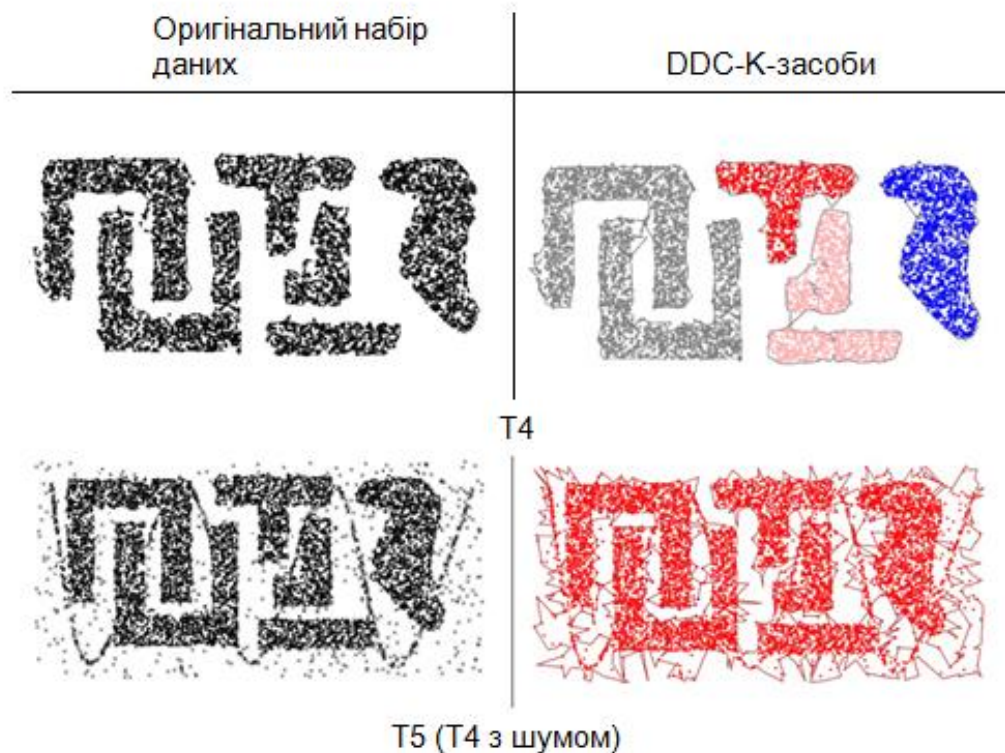 Оригінальний набір
даних
DDC-K-засоби
T4
T5 (T4 з шумом)